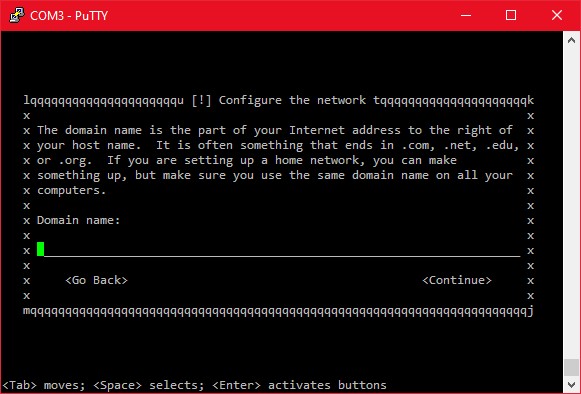 COM3 - PuTTY
lqqqqqqqqqqqqqqqqqqqqqu [!] Configure the network tqqqqqqqqqqqqqqqqqqqqqk
x x
x The domain name is the part of your Internet address to the right of x
x your host name.  It is often something that ends in .com, .net, .edu, x
x or .org.  If you are setting up a home network, you can make x
x something up, but make sure you use the same domain name on all your x
x computers. x
x x
x Domain name: x
x x
x ____________________________________________________________________ x
x x
x <Go Back> <Continue> x
x x
mqqqqqqqqqqqqqqqqqqqqqqqqqqqqqqqqqqqqqqqqqqqqqqqqqqqqqqqqqqqqqqqqqqqqqqqj
<Tab> moves; <Space> selects; <Enter> activates buttons